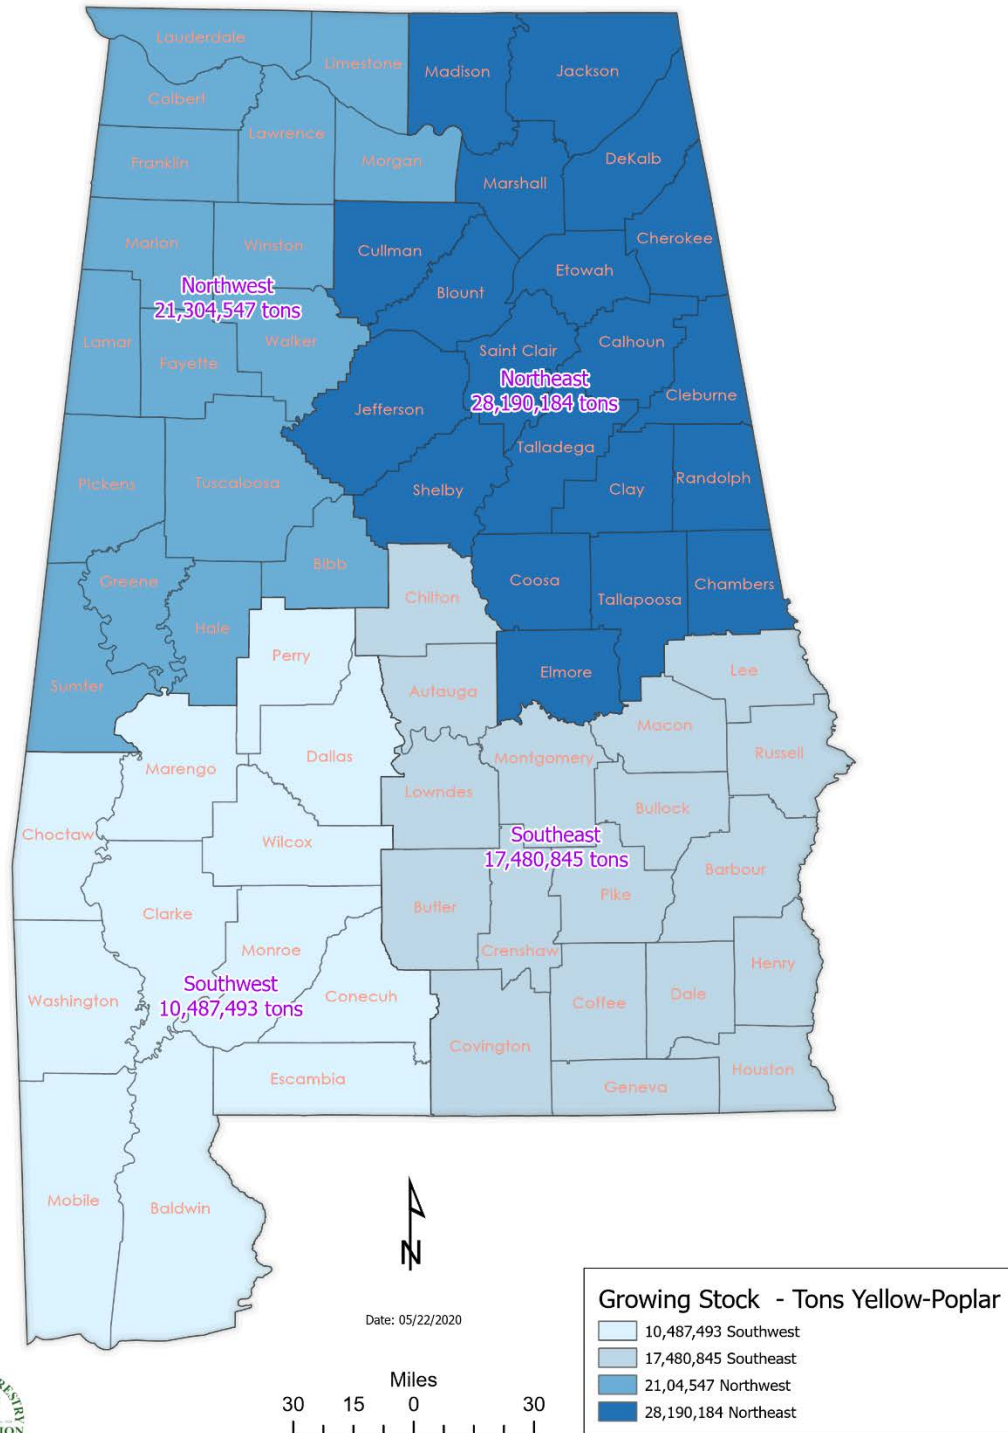 Lauderdale
Limestone
Madison
Jackson
Colbert
Lawrence
Franklin
Morgan
Marshall
DeKalb
Marion
Winston
Cullman
Cherokee
Etowah
Blount
Northwest
21,304,547 tons
Lamar
Fayette
Walker
Saint Clair
Calhoun
Northeast
28,190,184 tons
Cleburne
Jefferson
Talladega
Pickens
Tuscaloosa
Shelby
Clay
Randolph
Greene
Bibb
Coosa
Tallapoosa
Chambers
Chilton
Hale
Perry
Sumter
Autauga
Elmore
Lee
Macon
Marengo
Dallas
Montgomery
Russell
Lowndes
Bullock
Choctaw
Wilcox
Southeast
17,480,845 tons
Barbour
Clarke
Butler
Pike
Monroe
Crenshaw
Henry
Southwest
10,487,493 tons
Washington
Conecuh
Coffee
Dale
Covington
Escambia
Geneva
Houston
Mobile
Baldwin
N
Date: 05/22/2020
Miles
30 15 0 30
Growing Stock - Tons Yellow-Poplar
10,487,493 Southwest
17,480,845 Southeast
21,04,547 Northwest
28,190,184 Northeast